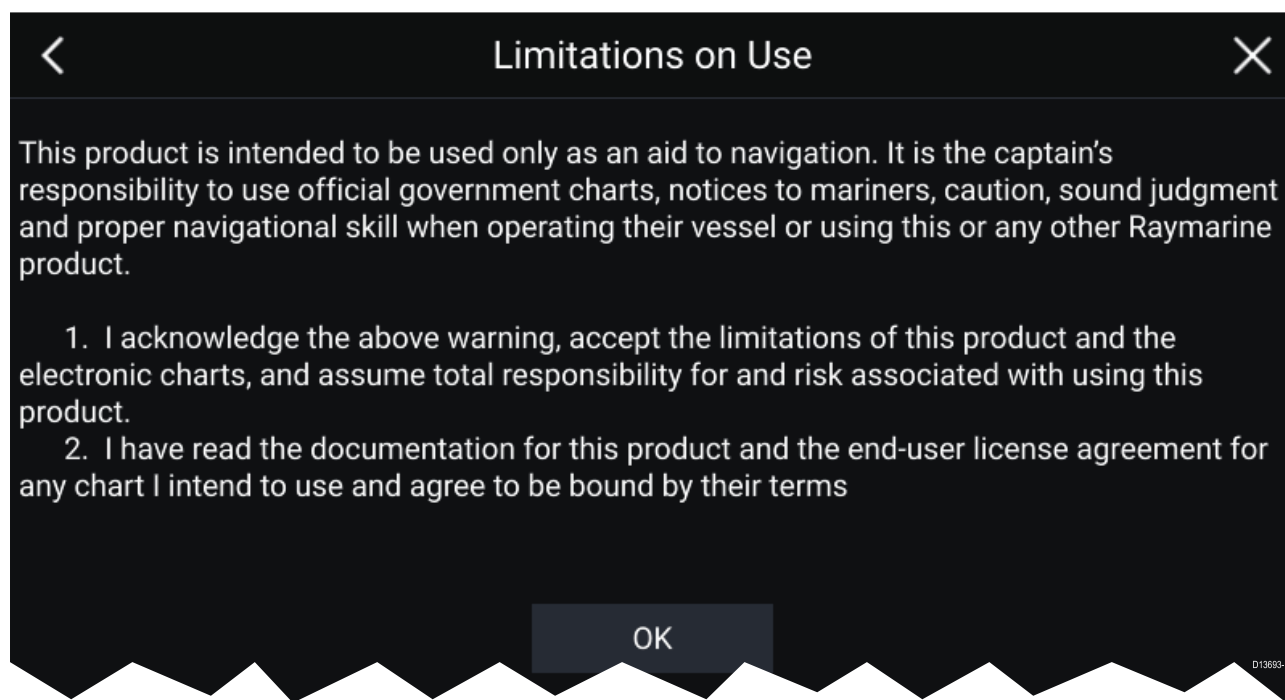 Limitations on Use
This product is intended to be used only as an aid to navigation. It is the captain’s
responsibility to use official government charts, notices to mariners, caution, sound judgment
and proper navigational skill when operating their vessel or using this or any other Raymarine
product.
1. I acknowledge the above warning, accept the limitations of this product and the
electronic charts, and assume total responsibility for and risk associated with using this
product.
2. I have read the documentation for this product and the end-user license agreement for
any chart I intend to use and agree to be bound by their terms
OK
D13693-